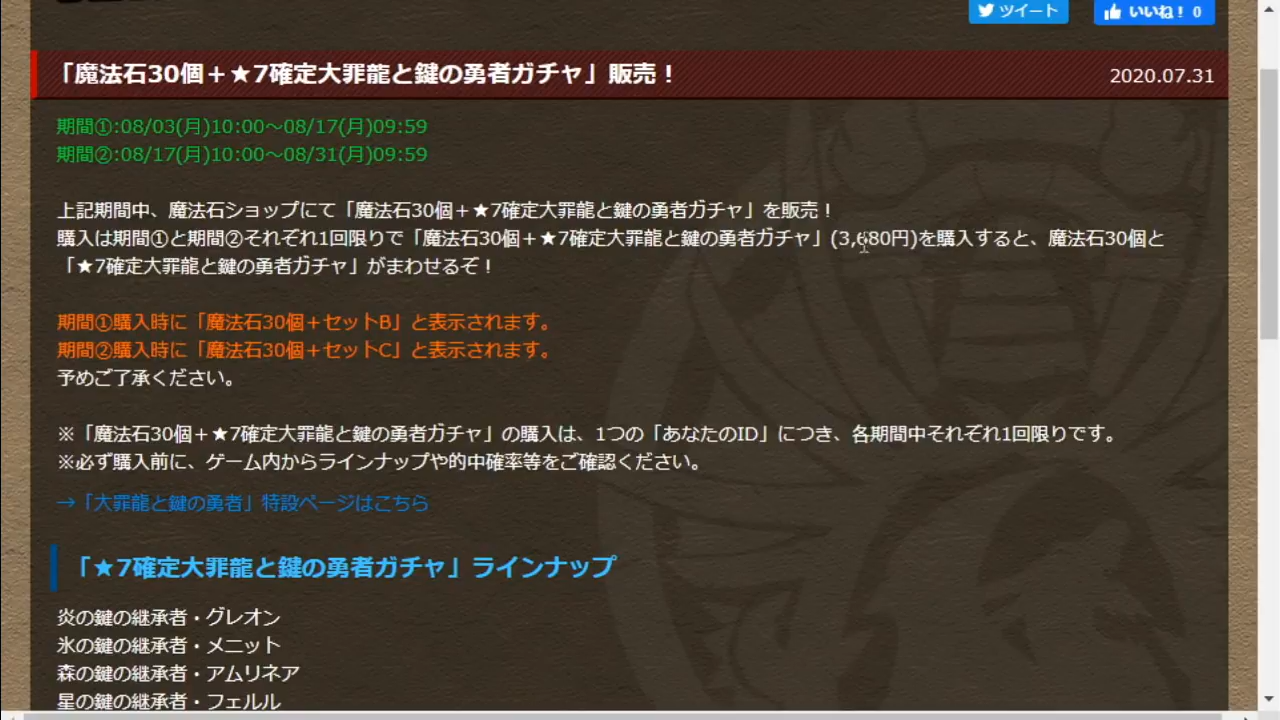 ツイート
いいね！ 0
「魔法石30個＋★7確定大罪龍と鍵の勇者ガチャ」販売！
2020.07.31
期間①:08/03(月)10:00～08/17(月)09:59
期間②:08/17(月)10:00～08/31(月)09:59
上記期間中、魔法石ショップにて「魔法石30個＋★7確定大罪龍と鍵の勇者ガチャ」を販売！
購入は期間①と期間②それぞれ1回限りで「魔法石30個＋★7確定大罪龍と鍵の勇者ガチャ」(3,680円)を購入すると、魔法石30個と
「★7確定大罪龍と鍵の勇者ガチャ」がまわせるぞ！
期間①購入時に「魔法石30個＋セットB」と表示されます。
期間②購入時に「魔法石30個＋セットC」と表示されます。
予めご了承ください。
※「魔法石30個＋★7確定大罪龍と鍵の勇者ガチャ」の購入は、1つの「あなたのID」につき、各期間中それぞれ1回限りです。
※必ず購入前に、ゲーム内からラインナップや的中確率等をご確認ください。
→「大罪龍と鍵の勇者」特設ページはこちら
「★7確定大罪龍と鍵の勇者ガチャ」ラインナップ
炎の鍵の継承者・グレオン
氷の鍵の継承者・メニット
森の鍵の継承者・アムリネア
星の鍵の継承者・フェルル